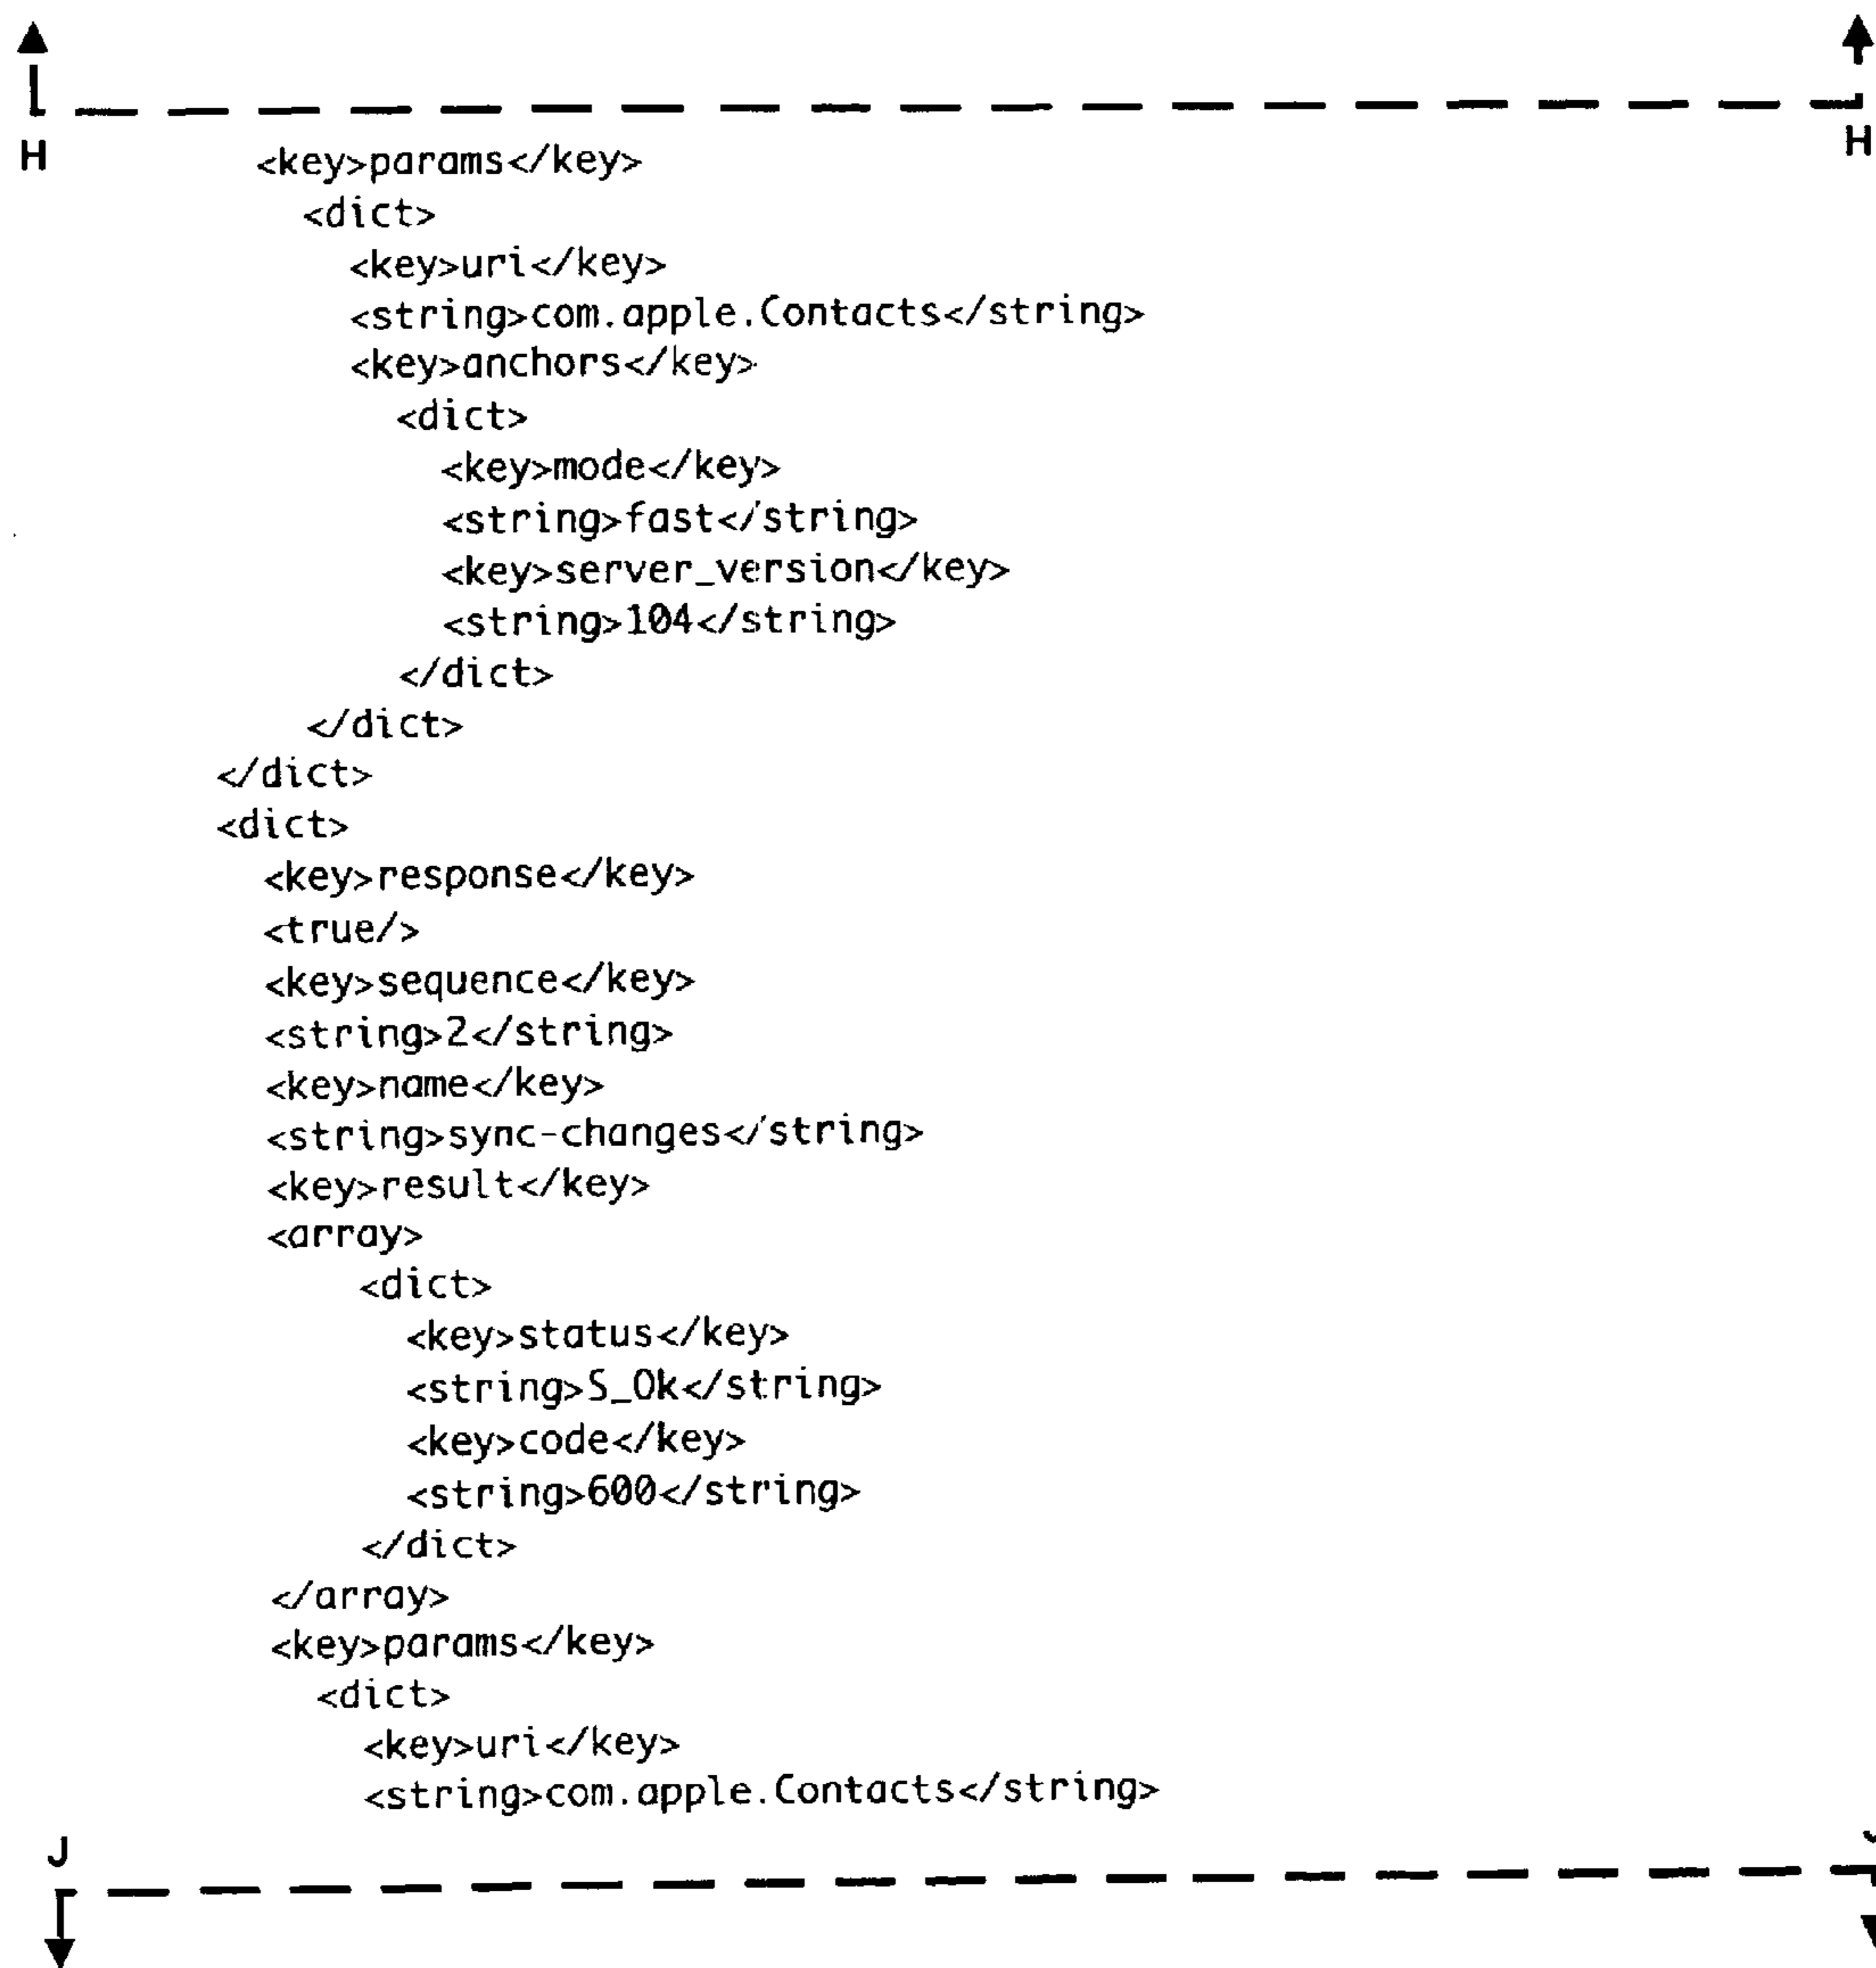 H H
<key>params</key>
<dict>
<key>uri</key>
<string>com.apple.Contacts</string>
<key>anchors</key>
<dict>
<key>mode</key>
<string>fast</string>
<key>server_version</key>
<string>104</string>
</dict>
</dict>
</dict>
<dict>
<key>response</key>
<true/>
<key>sequence</key>
<string>2</string>
<key>name</key>
<string>sync-changes</string>
<key>result</key>
<array>
<dict>
<key>status</key>
<string>S_Ok</string>
<key>code</key>
<string>600</string>
</dict>
</array>
<key>params</key>
<dict>
<key>uri</key>
<string>com.apple.Contacts</string>
J J